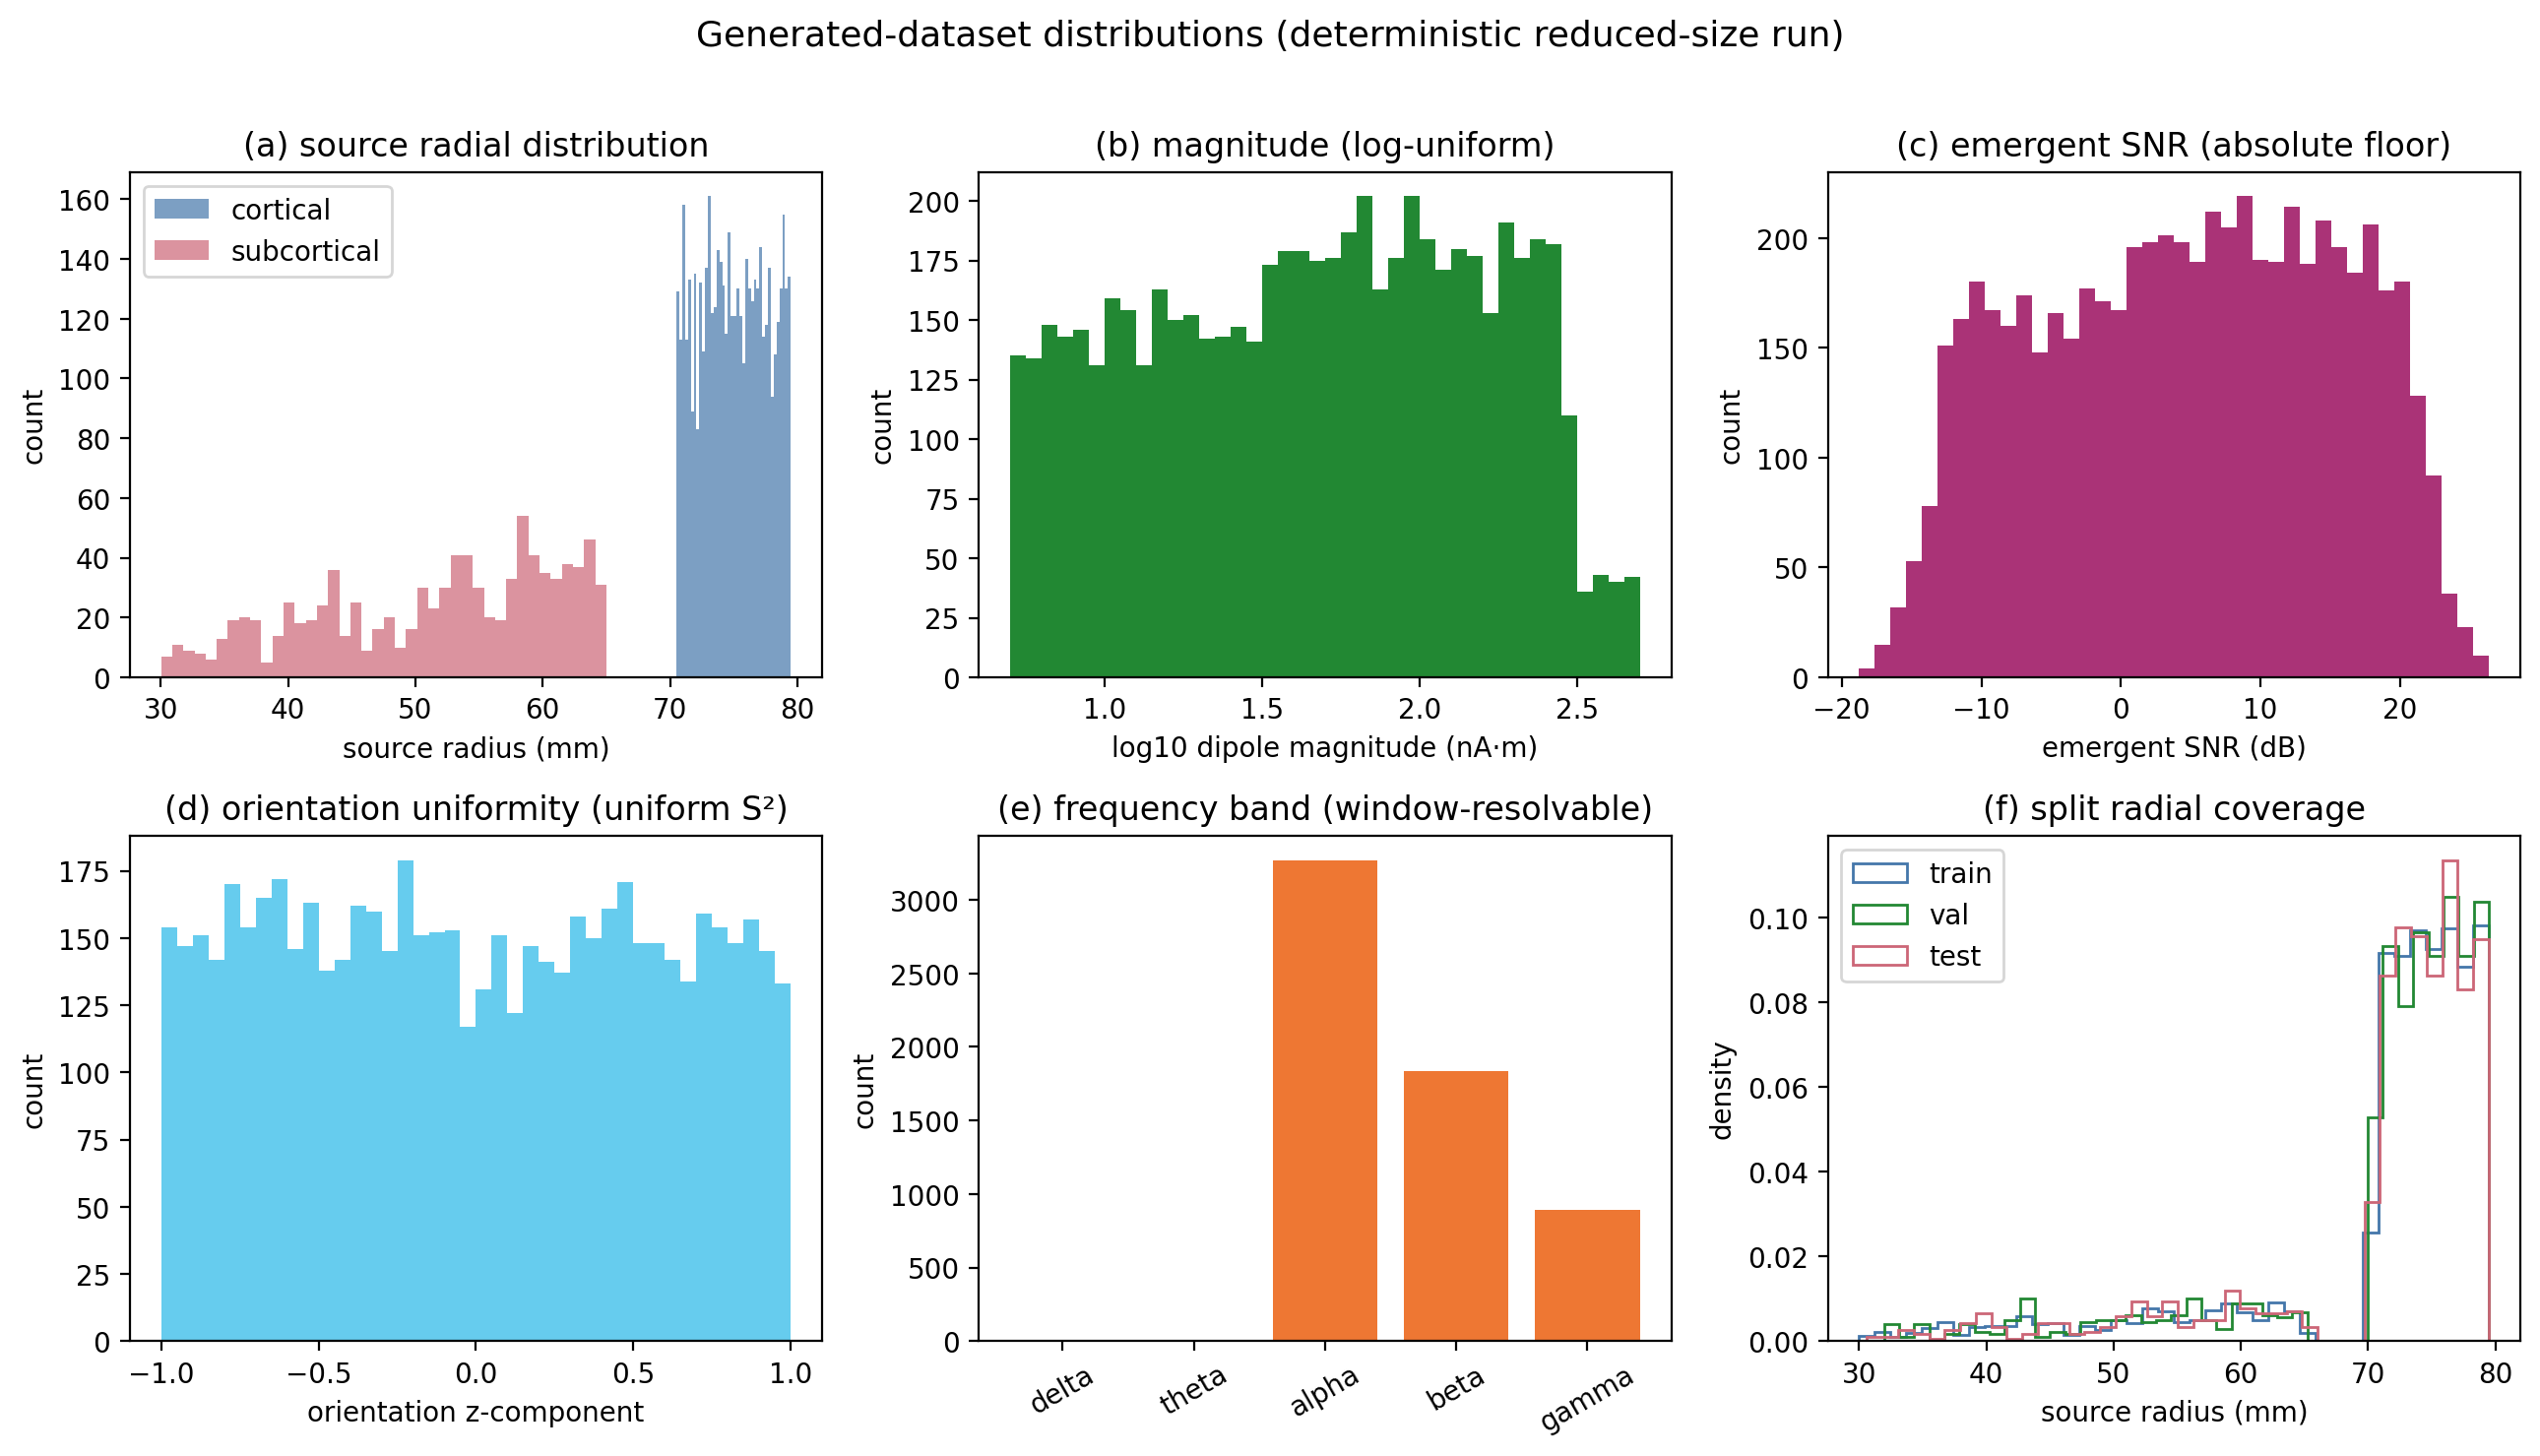 Generated-dataset distributions (deterministic reduced-size run)
(a) source radial distribution
cortical
subcortical
160
140
120
100
80
60
40
20
0
count
30 40 50 60 70 80
source radius (mm)
(b) magnitude (log-uniform)
200
175
150
125
100
75
50
25
0
count
1.0 1.5 2.0 2.5
log10 dipole magnitude (nA·m)
(c) emergent SNR (absolute floor)
200
150
100
50
0
count
−20 −10 0 10 20
emergent SNR (dB)
(d) orientation uniformity (uniform S²)
175
150
125
100
75
50
25
0
count
−1.0 −0.5 0.0 0.5 1.0
orientation z-component
(e) frequency band (window-resolvable)
3000
2500
2000
1500
1000
500
0
count
delta theta alpha beta gamma
(f) split radial coverage
train
val
test
0.10
0.08
0.06
0.04
0.02
0.00
density
30 40 50 60 70 80
source radius (mm)